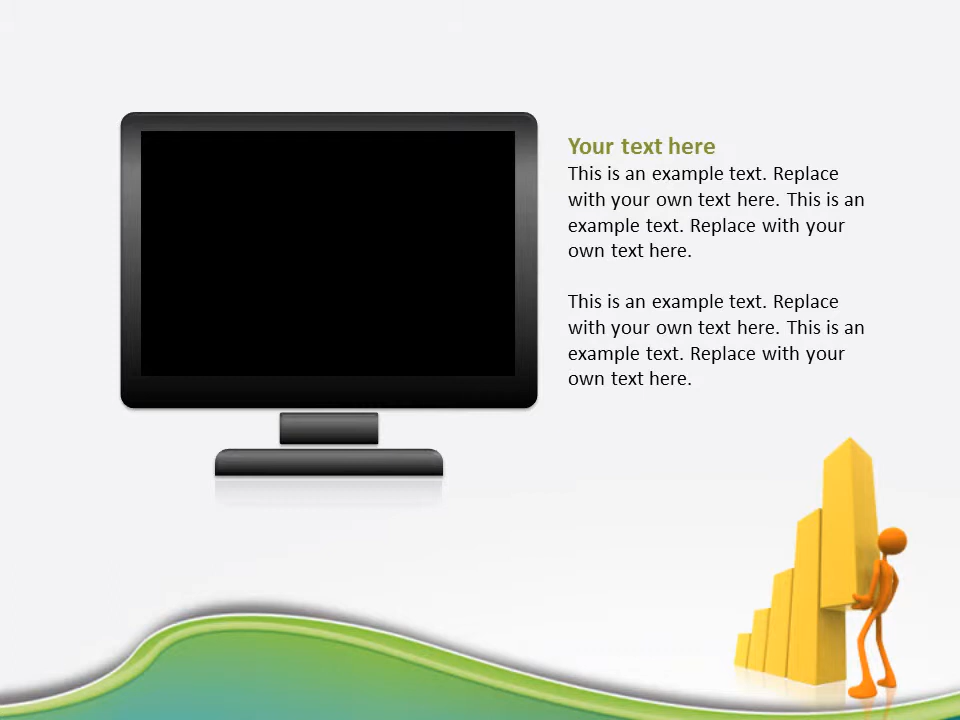 Your text here
This is an example text. Replace
with your own text here. This is an
example text. Replace with your
own text here.
This is an example text. Replace
with your own text here. This is an
example text. Replace with your
own text here.